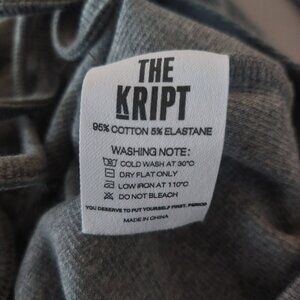 THE
KRIPT
95% COTTON 5% ELASTANE
WASHING NOTE:
COLD WASH AT 30°C
DRY FLAT ONLY
LOW IRON AT 110°C
DO NOT BLEACH
YOU DESERVE TO PUT YOURSELF FIRST. PERIOD
MADE IN CHINA